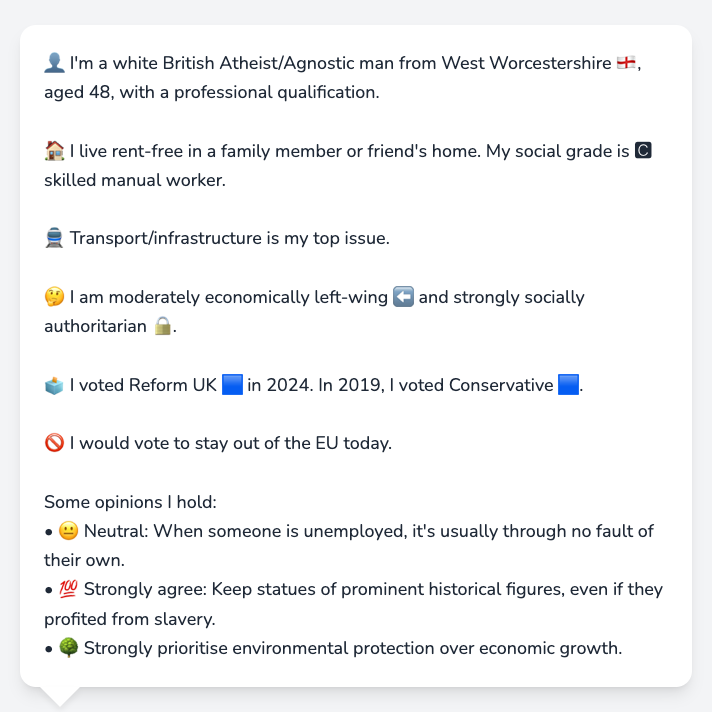 👤 I'm a white British Atheist/Agnostic man from West Worcestershire 🏴󠁧󠁢󠁥󠁮󠁧󠁿,
aged 48, with a professional qualification.
🏠 I live rent-free in a family member or friend's home. My social grade is 🅲
skilled manual worker.
🚆 Transport/infrastructure is my top issue.
🤔 I am moderately economically left-wing ⬅️ and strongly socially
authoritarian 🔒.
🗳️ I voted Reform UK 🟦 in 2024. In 2019, I voted Conservative 🟦.
🚫 I would vote to stay out of the EU today.
Some opinions I hold:
• 😐 Neutral: When someone is unemployed, it's usually through no fault of
their own.
• 💯 Strongly agree: Keep statues of prominent historical figures, even if they
profited from slavery.
• 🌳 Strongly prioritise environmental protection over economic growth.